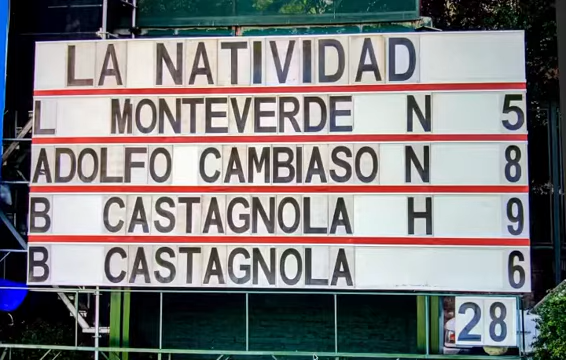 LA NATIVIDAD
L MONTEVERDE N 5
ADOLFO CAMBIASO N 8
B CASTAGNOLA H 9
B CASTAGNOLA 6
28